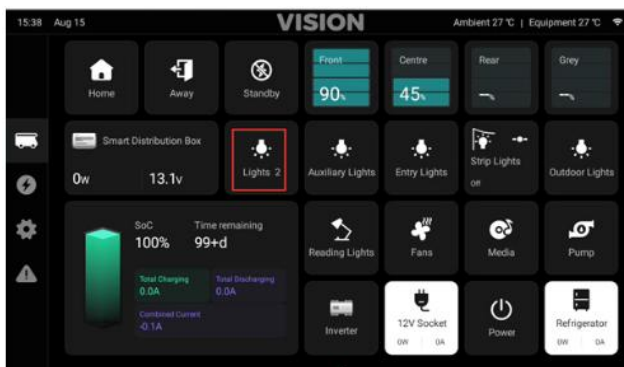 15:38 Aug 15 VISION Ambient 27 °C | Equipment 27 °C
Home
Away
Standby
Front
90%
Centre
45%
Rear
--%
Grey
--%
Smart Distribution Box
0W 13.1V
Lights 2
Auxiliary Lights
Entry Lights
Strip Lights
Off
Outdoor Lights
SoC
100%
Time remaining
99+d
Total Charging
0.0A
Total Discharging
0.0A
Combined Current
-0.1A
Reading Lights
Fans
Media
Pump
Inverter
12V Socket
0W 0A
Power
Refrigerator
0W 0A